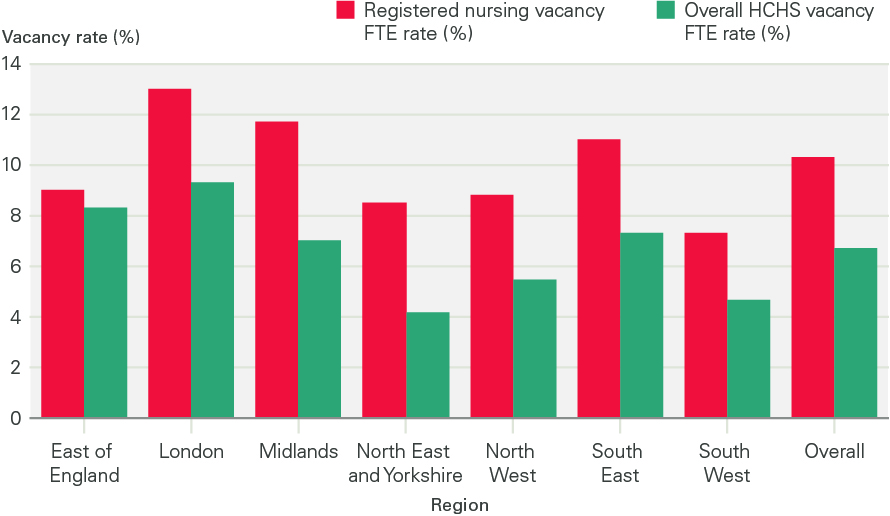 Registered nursing vacancy
FTE rate (%)
Overall HCHS vacancy
FTE rate (%)
Vacancy rate (%)
14
12
10
8
6
4
2
0
East of
England
London
Midlands
North East
and Yorkshire
North
West
South
East
South
West
Overall
Region